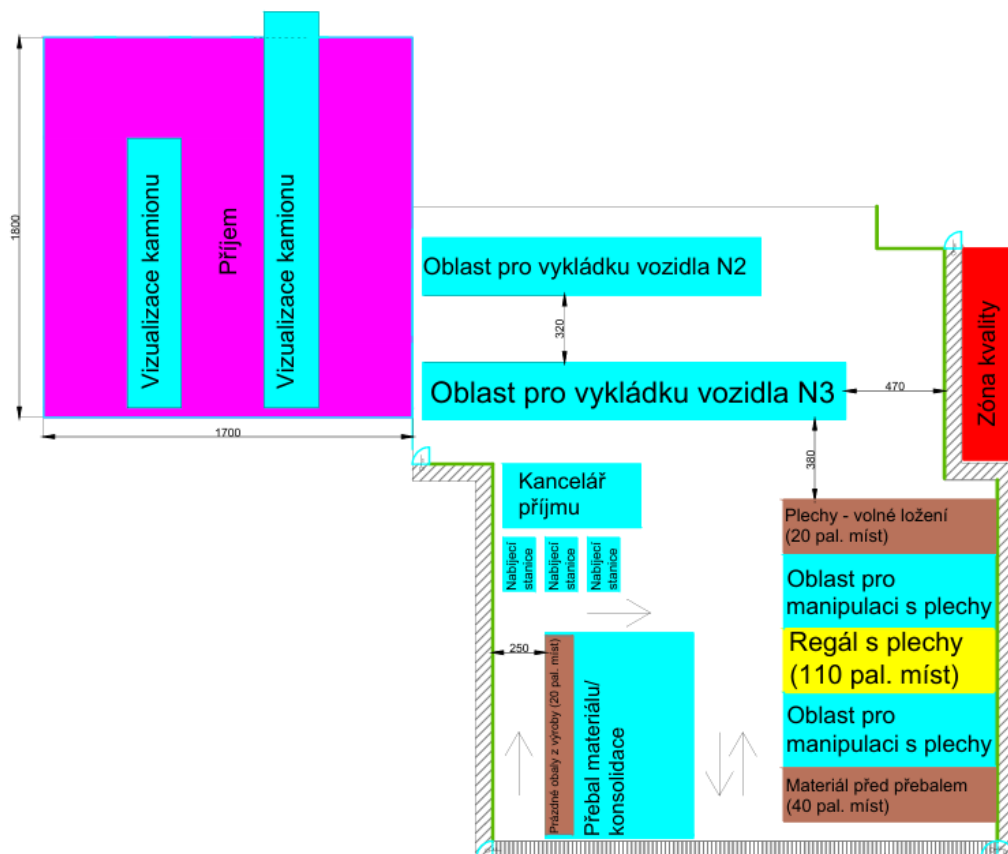 1800
Vizualizace kamionu
Příjem
Vizualizace kamionu
1700
Oblast pro vykládku vozidla N2
320
Oblast pro vykládku vozidla N3
470
Zóna kvality
380
Kancelář
příjmu
Nabíjecí
stanice
Nabíjecí
stanice
Nabíjecí
stanice
250
Prázdné obaly z výroby (20 pal. míst)
Přebal materiálu/
konsolidace
Plechy - volné ložení
(20 pal. míst)
Oblast pro
manipulaci s plechy
Regál s plechy
(110 pal. míst)
Oblast pro
manipulaci s plechy
Materiál před přebalem
(40 pal. míst)